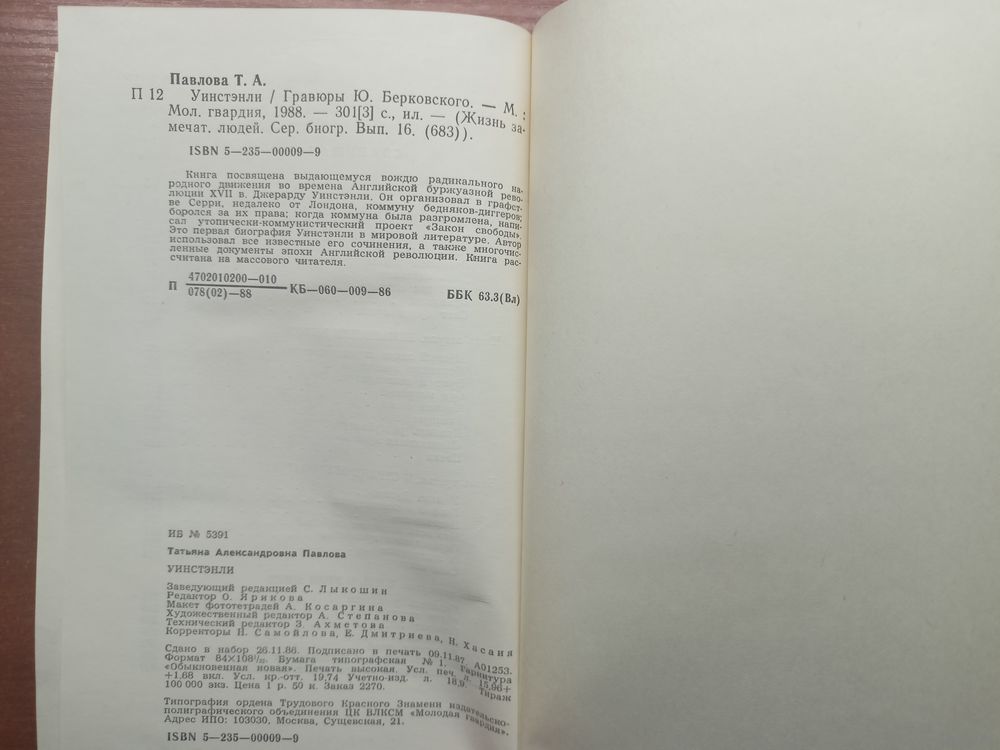 Павлова Т. А.
П 12 Уинстэнли / Гравюры Ю. Берковского. — М. :
Мол. гвардия, 1988. — 301[3] с., ил. — (Жизнь за-
мечат. людей. Сер. биогр. Вып. 16. (683)).
ISBN 5—235—00009—9
Книга посвящена выдающемуся вождю радикального на-
родного движения во времена Английской буржуазной рево-
люции XVII в. Джерарду Уинстэнли. Он организовал в графст-
ве Серри, недалеко от Лондона, коммуну бедняков-диггеров;
боролся за их права; когда коммуна была разгромлена, напи-
сал утопически-коммунистический проект «Закон свободы».
Это первая биография Уинстэнли в мировой литературе. Автор
использовал все известные его сочинения, а также многочис-
ленные документы эпохи Английской революции. Книга рас-
считана на массового читателя.
П 4702010200—010 КБ—060—009—86
078(02)—88
ББК 63.3(Вл)
ИБ № 5391
Татьяна Александровна Павлова
УИНСТЭНЛИ
Заведующий редакцией С. Лыкошин
Редактор О. Ярикова
Макет фототетрадей А. Косаргина
Художественный редактор А. Степанова
Технический редактор З. Ахметова
Корректоры Н. Самойлова, Е. Дмитриева, Н. Хасаия
Сдано в набор 26.11.86. Подписано в печать 09.11.87. А01253.
Формат 84×108¹/₃₂. Бумага типографская № 1. Гарнитура
«Обыкновенная новая». Печать высокая. Усл. печ. л. 15,96+
+1,68 вкл. Усл. кр.-отт. 19,74 Учетно-изд. л. 18,9. Тираж
100 000 экз. Цена 1 р. 50 к. Заказ 2270.
Типография ордена Трудового Красного Знамени издательско-
полиграфического объединения ЦК ВЛКСМ «Молодая гвардия».
Адрес ИПО: 103030, Москва, Сущевская, 21.
ISBN 5—235—00009—9